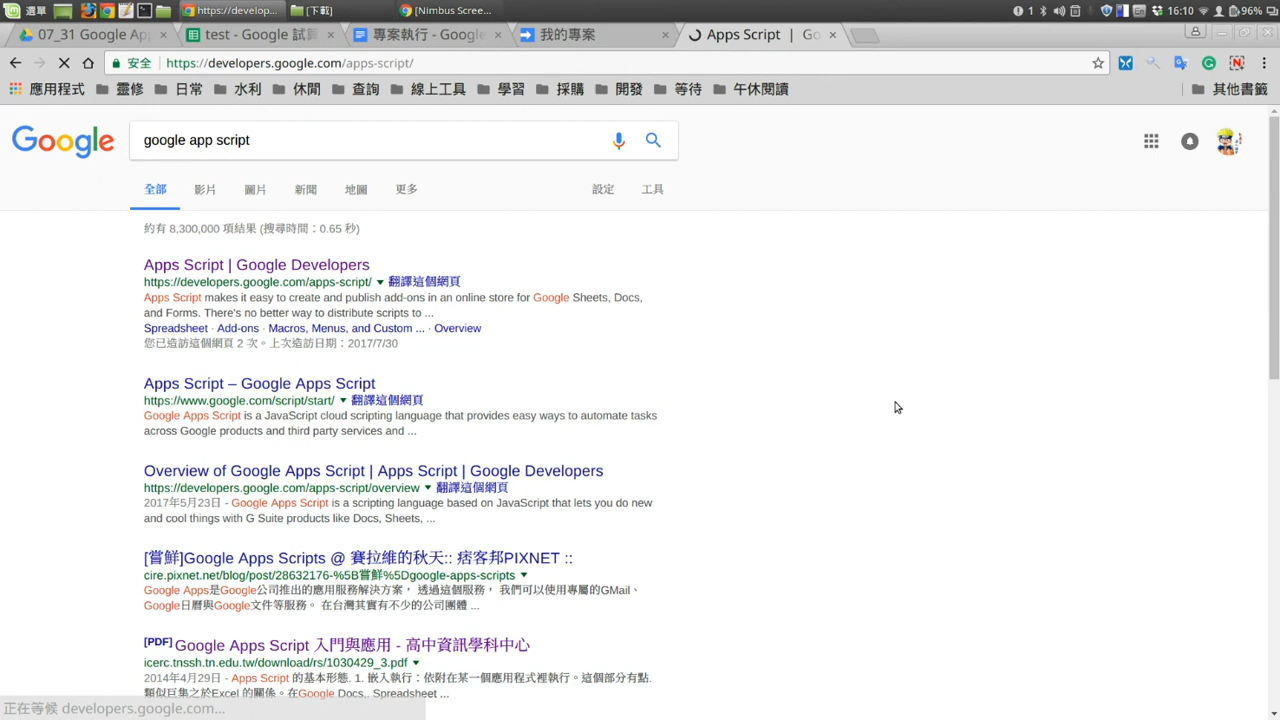 選單
https://develop...
[下載]
[Nimbus Scree...
1
En
16:10
96%
07_31 Google Ap
test - Google 試算
專案執行 - Google
我的專案
Apps Script | Go
安全
https://developers.google.com/apps-script/
應用程式
靈修
日常
水利
休閒
查詢
線上工具
學習
採購
開發
等待
午休閱讀
其他書籤
Google
google app script
全部
影片
圖片
新聞
地圖
更多
設定
工具
約有 8,300,000 項結果 (搜尋時間：0.65 秒)
Apps Script | Google Developers
https://developers.google.com/apps-script/ ▼ 翻譯這個網頁
Apps Script makes it easy to create and publish add-ons in an online store for Google Sheets, Docs,
and Forms. There's no better way to distribute scripts to ...
Spreadsheet · Add-ons · Macros, Menus, and Custom ... · Overview
您已造訪這個網頁 2 次。上次造訪日期：2017/7/30
Apps Script – Google Apps Script
https://www.google.com/script/start/ ▼ 翻譯這個網頁
Google Apps Script is a JavaScript cloud scripting language that provides easy ways to automate tasks
across Google products and third party services and ...
Overview of Google Apps Script | Apps Script | Google Developers
https://developers.google.com/apps-script/overview ▼ 翻譯這個網頁
2017年5月23日 - Google Apps Script is a scripting language based on JavaScript that lets you do new
and cool things with G Suite products like Docs, Sheets, ...
[嘗鮮]Google Apps Scripts @ 賽拉維的秋天:: 痞客邦PIXNET ::
cire.pixnet.net/blog/post/28632176-%5B嘗鮮%5Dgoogle-apps-scripts ▼
Google Apps是Google公司推出的應用服務解決方案， 透過這個服務， 我們可以使用專屬的GMail、
Google日曆與Google文件等服務。 在台灣其實有不少的公司團體 ...
[PDF] Google Apps Script 入門與應用 - 高中資訊學科中心
icerc.tnssh.tn.edu.tw/download/rs/1030429_3.pdf ▼
2014年4月29日 - Apps Script 的基本形態. 1. 嵌入執行：依附在某一個應用程式裡執行。這個部分有點.
類似巨集之於Excel 的關係。在Google Docs,. Spreadsheet ...
正在等候 developers.google.com...